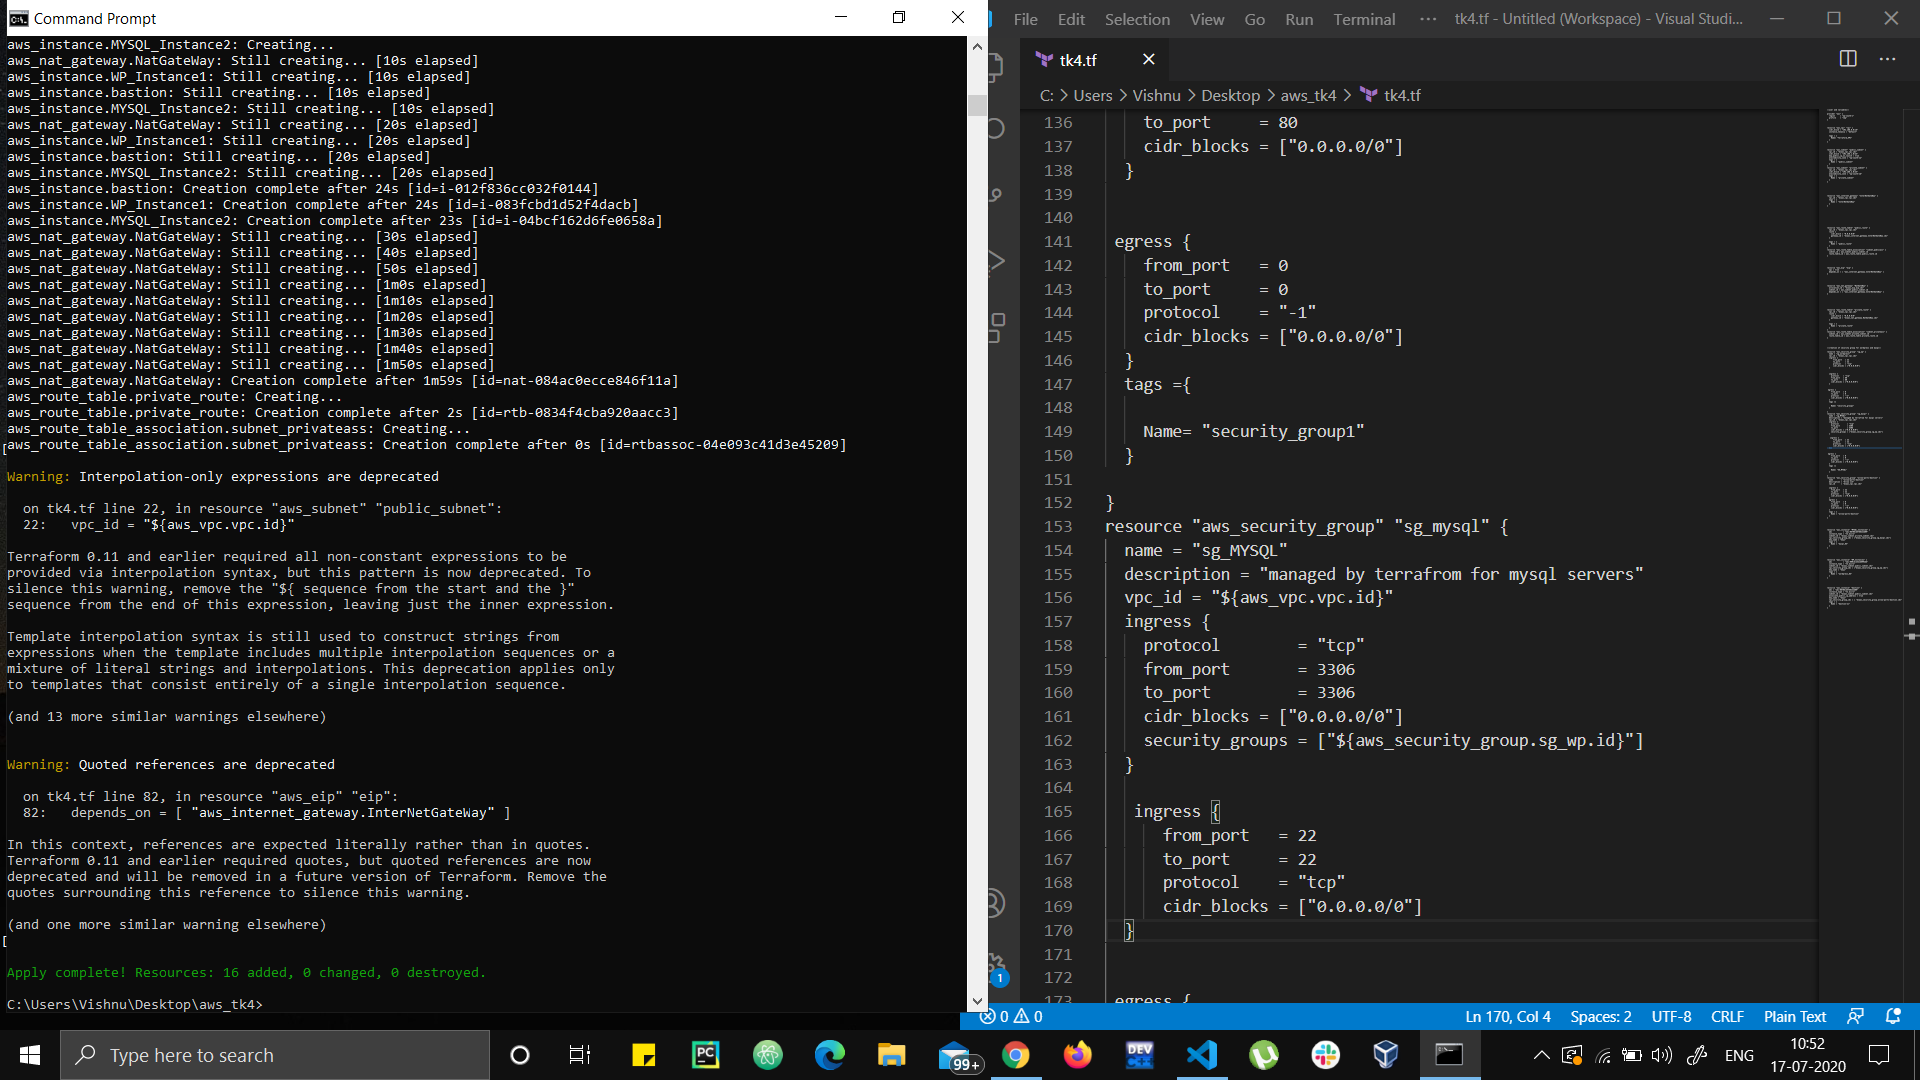 Command Prompt
aws_instance.MYSQL_Instance2: Creating...
aws_nat_gateway.NatGateWay: Still creating... [10s elapsed]
aws_instance.WP_Instance1: Still creating... [10s elapsed]
aws_instance.bastion: Still creating... [10s elapsed]
aws_instance.MYSQL_Instance2: Still creating... [10s elapsed]
aws_nat_gateway.NatGateWay: Still creating... [20s elapsed]
aws_instance.WP_Instance1: Still creating... [20s elapsed]
aws_instance.bastion: Still creating... [20s elapsed]
aws_instance.MYSQL_Instance2: Still creating... [20s elapsed]
aws_instance.bastion: Creation complete after 24s [id=i-012f836cc032f0144]
aws_instance.WP_Instance1: Creation complete after 24s [id=i-083fcbd1d52f4dacb]
aws_instance.MYSQL_Instance2: Creation complete after 23s [id=i-04bcf162d6fe0658a]
aws_nat_gateway.NatGateWay: Still creating... [30s elapsed]
aws_nat_gateway.NatGateWay: Still creating... [40s elapsed]
aws_nat_gateway.NatGateWay: Still creating... [50s elapsed]
aws_nat_gateway.NatGateWay: Still creating... [1m0s elapsed]
aws_nat_gateway.NatGateWay: Still creating... [1m10s elapsed]
aws_nat_gateway.NatGateWay: Still creating... [1m20s elapsed]
aws_nat_gateway.NatGateWay: Still creating... [1m30s elapsed]
aws_nat_gateway.NatGateWay: Still creating... [1m40s elapsed]
aws_nat_gateway.NatGateWay: Still creating... [1m50s elapsed]
aws_nat_gateway.NatGateWay: Creation complete after 1m59s [id=nat-084ac0ecce846f11a]
aws_route_table.private_route: Creating...
aws_route_table.private_route: Creation complete after 2s [id=rtb-0834f4cba920aacc3]
aws_route_table_association.subnet_privateass: Creating...
aws_route_table_association.subnet_privateass: Creation complete after 0s [id=rtbassoc-04e093c41d3e45209]
Warning: Interpolation-only expressions are deprecated
on tk4.tf line 22, in resource "aws_subnet" "public_subnet":
22: vpc_id = "${aws_vpc.vpc.id}"
Terraform 0.11 and earlier required all non-constant expressions to be
provided via interpolation syntax, but this pattern is now deprecated. To
silence this warning, remove the "${ sequence from the start and the }"
sequence from the end of this expression, leaving just the inner expression.
Template interpolation syntax is still used to construct strings from
expressions when the template includes multiple interpolation sequences or a
mixture of literal strings and interpolations. This deprecation applies only
to templates that consist entirely of a single interpolation sequence.
(and 13 more similar warnings elsewhere)
Warning: Quoted references are deprecated
on tk4.tf line 82, in resource "aws_eip" "eip":
82: depends_on = [ "aws_internet_gateway.InterNetGateWay" ]
In this context, references are expected literally rather than in quotes.
Terraform 0.11 and earlier required quotes, but quoted references are now
deprecated and will be removed in a future version of Terraform. Remove the
quotes surrounding this reference to silence this warning.
(and one more similar warning elsewhere)
Apply complete! Resources: 16 added, 0 changed, 0 destroyed.
C:\Users\Vishnu\Desktop\aws_tk4>
File Edit Selection View Go Run Terminal ... tk4.tf - Untitled (Workspace) - Visual Studi...
tk4.tf
C: > Users > Vishnu > Desktop > aws_tk4 > tk4.tf
136 to_port = 80
137 cidr_blocks = ["0.0.0.0/0"]
138 }
139
140
141 egress {
142 from_port = 0
143 to_port = 0
144 protocol = "-1"
145 cidr_blocks = ["0.0.0.0/0"]
146 }
147 tags ={
148
149 Name= "security_group1"
150 }
151
152 }
153 resource "aws_security_group" "sg_mysql" {
154 name = "sg_MYSQL"
155 description = "managed by terrafrom for mysql servers"
156 vpc_id = "${aws_vpc.vpc.id}"
157 ingress {
158 protocol = "tcp"
159 from_port = 3306
160 to_port = 3306
161 cidr_blocks = ["0.0.0.0/0"]
162 security_groups = ["${aws_security_group.sg_wp.id}"]
163 }
164
165 ingress {
166 from_port = 22
167 to_port = 22
168 protocol = "tcp"
169 cidr_blocks = ["0.0.0.0/0"]
170 }
171
172
173 egress {
1
0 0 Ln 170, Col 4 Spaces: 2 UTF-8 CRLF Plain Text
Type here to search
PC
99+
DEV
ENG
10:52
17-07-2020